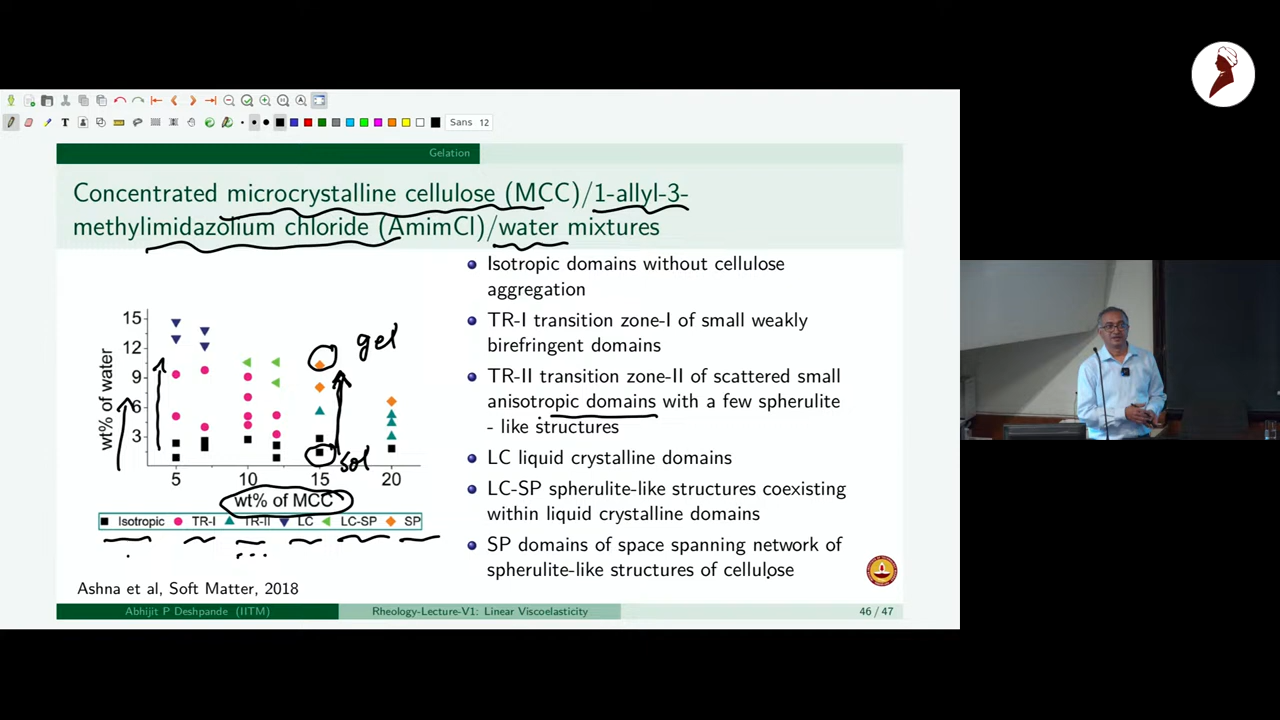 Sans 12
Gelation
Concentrated microcrystalline cellulose (MCC)/1-allyl-3-
methylimidazolium chloride (AmimCl)/water mixtures
Isotropic domains without cellulose
aggregation
TR-I transition zone-I of small weakly
birefringent domains
TR-II transition zone-II of scattered small
anisotropic domains with a few spherulite
- like structures
LC liquid crystalline domains
LC-SP spherulite-like structures coexisting
within liquid crystalline domains
SP domains of space spanning network of
spherulite-like structures of cellulose
wt% of water
15
12
9
6
3
gel
sol
5 10 15 20
wt% of MCC
Isotropic TR-I TR-II LC LC-SP SP
Ashna et al, Soft Matter, 2018
Abhijit P Deshpande (IITM) Rheology-Lecture-V1: Linear Viscoelasticity 46 / 47